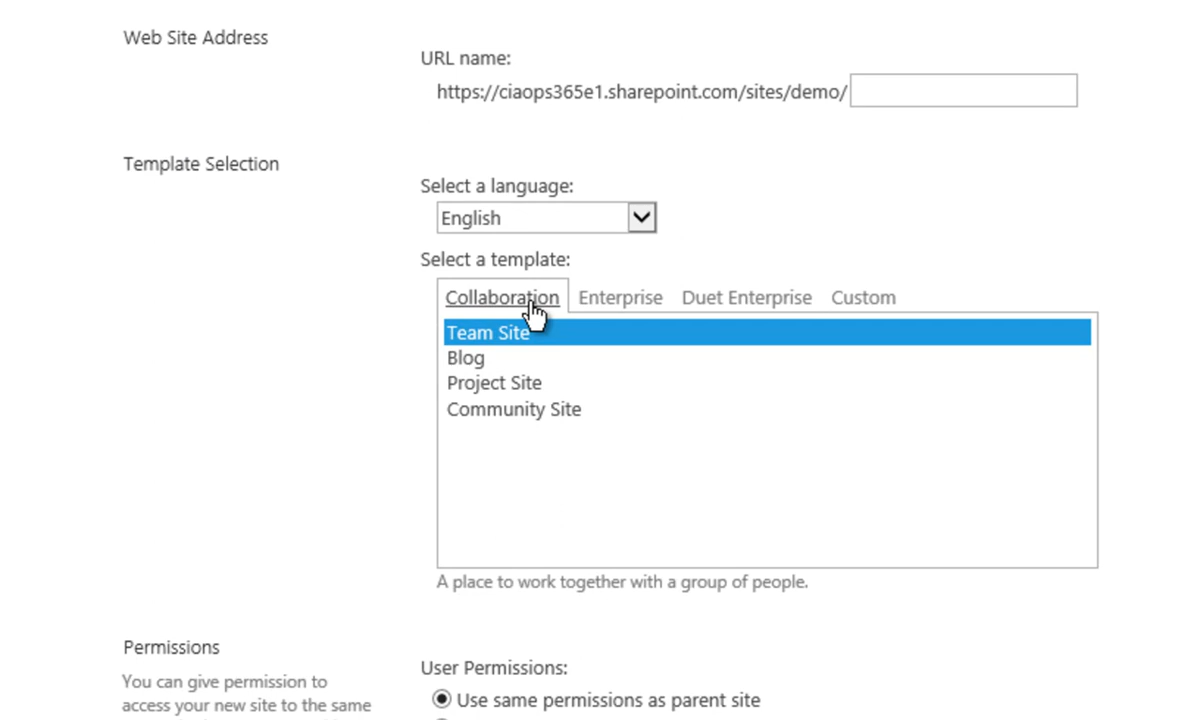 Web Site Address
URL name:
https://ciaops365e1.sharepoint.com/sites/demo/
Template Selection
Select a language:
English
Select a template:
Collaboration Enterprise Duet Enterprise Custom
Team Site
Blog
Project Site
Community Site
A place to work together with a group of people.
Permissions
User Permissions:
You can give permission to
Use same permissions as parent site
access your new site to the same